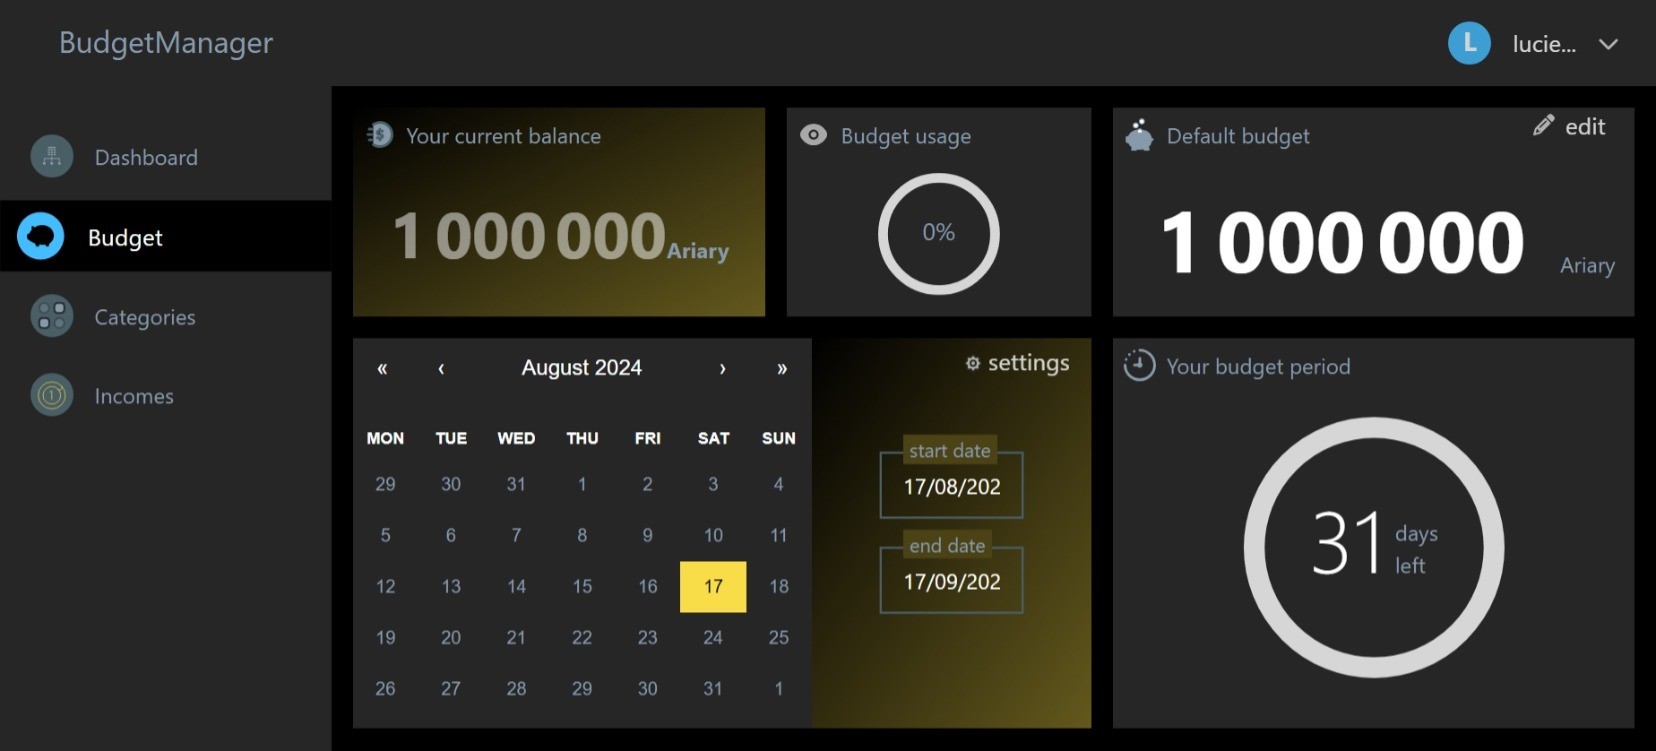 BudgetManager
L lucie...
Dashboard
Budget
Categories
Incomes
Your current balance
1 000 000 Ariary
Budget usage
0%
Default budget
edit
1 000 000 Ariary
« ‹ August 2024 › »
MON TUE WED THU FRI SAT SUN
29 30 31 1 2 3 4
5 6 7 8 9 10 11
12 13 14 15 16 17 18
19 20 21 22 23 24 25
26 27 28 29 30 31 1
settings
start date
17/08/202
end date
17/09/202
Your budget period
31 days
left